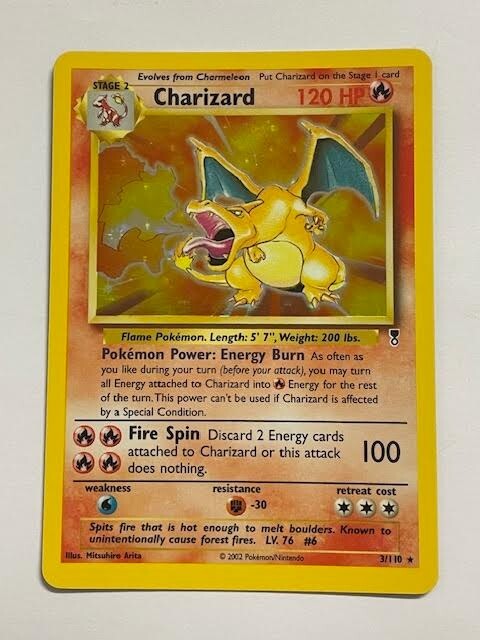 Evolves from Charmeleon Put Charizard on the Stage 1 card
STAGE 2
Charizard 120 HP
Flame Pokémon. Length: 5' 7", Weight: 200 lbs.
Pokémon Power: Energy Burn As often as
you like during your turn (before your attack), you may turn
all Energy attached to Charizard into Energy for the rest
of the turn. This power can't be used if Charizard is affected
by a Special Condition.
Fire Spin Discard 2 Energy cards
attached to Charizard or this attack 100
does nothing.
weakness resistance retreat cost
-30
Spits fire that is hot enough to melt boulders. Known to
unintentionally cause forest fires. LV. 76 #6
Illus. Mitsuhiro Arita © 2002 Pokémon/Nintendo 3/110 ★